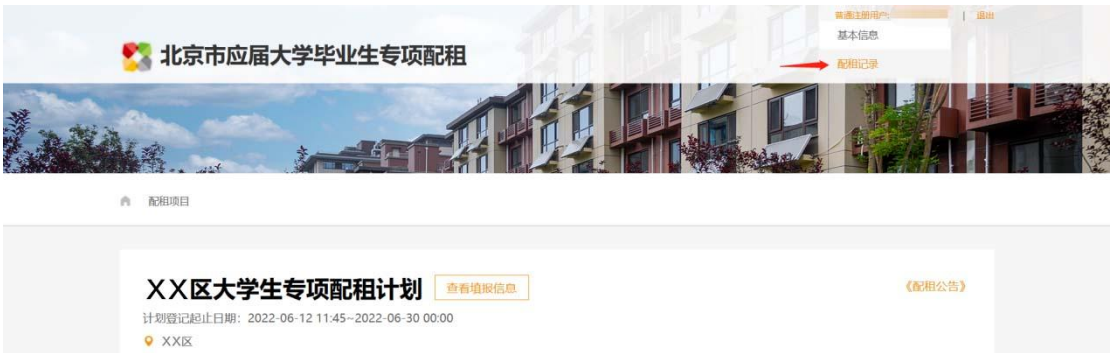 普通注册用户: | 退出
基本信息
北京市应届大学毕业生专项配租
配租记录
配租项目
XX区大学生专项配租计划 查看填报信息 《配租公告》
计划登记起止日期：2022-06-12 11:45~2022-06-30 00:00
XX区